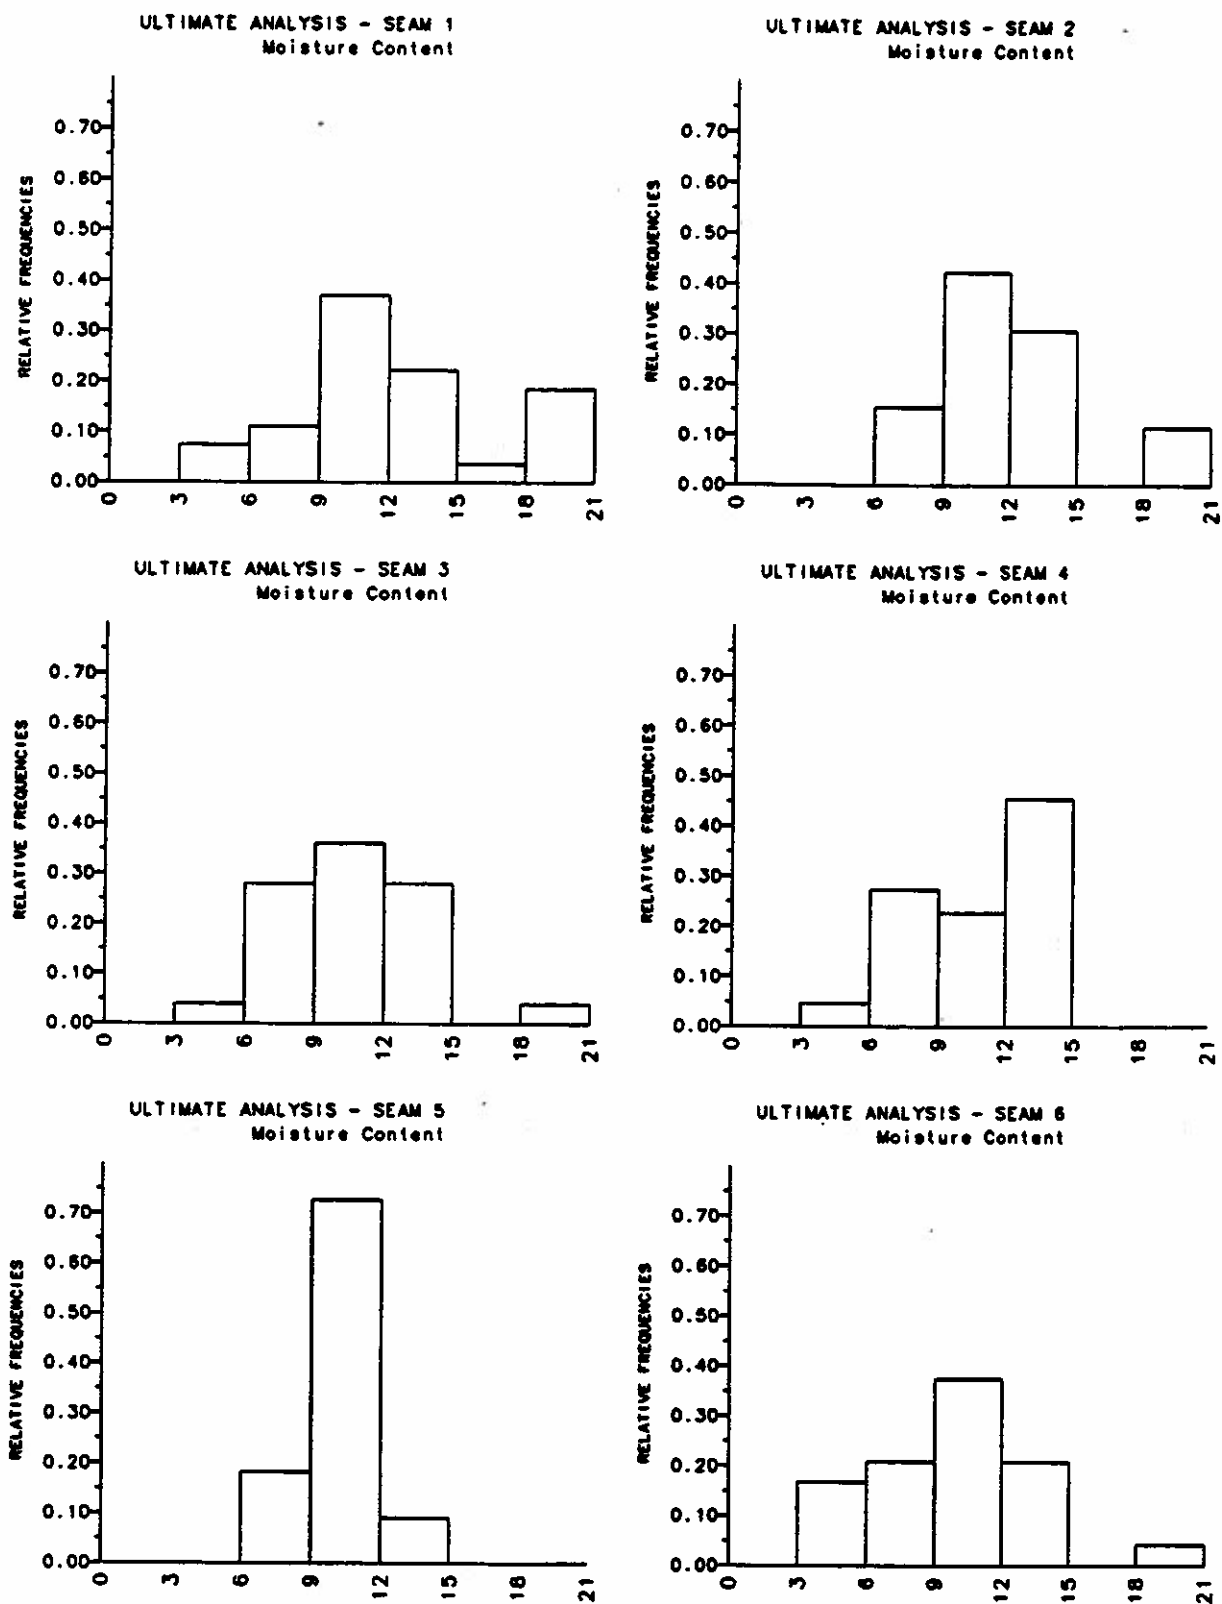 ULTIMATE ANALYSIS - SEAM 1
Moisture Content
RELATIVE FREQUENCIES
0.70
0.60
0.50
0.40
0.30
0.20
0.10
0.00
0 3 6 9 12 15 18 21
ULTIMATE ANALYSIS - SEAM 2
Moisture Content
RELATIVE FREQUENCIES
0.70
0.60
0.50
0.40
0.30
0.20
0.10
0.00
0 3 6 9 12 15 18 21
ULTIMATE ANALYSIS - SEAM 3
Moisture Content
RELATIVE FREQUENCIES
0.70
0.60
0.50
0.40
0.30
0.20
0.10
0.00
0 3 6 9 12 15 18 21
ULTIMATE ANALYSIS - SEAM 4
Moisture Content
RELATIVE FREQUENCIES
0.70
0.60
0.50
0.40
0.30
0.20
0.10
0.00
0 3 6 9 12 15 18 21
ULTIMATE ANALYSIS - SEAM 5
Moisture Content
RELATIVE FREQUENCIES
0.70
0.60
0.50
0.40
0.30
0.20
0.10
0.00
0 3 6 9 12 15 18 21
ULTIMATE ANALYSIS - SEAM 6
Moisture Content
RELATIVE FREQUENCIES
0.70
0.60
0.50
0.40
0.30
0.20
0.10
0.00
0 3 6 9 12 15 18 21